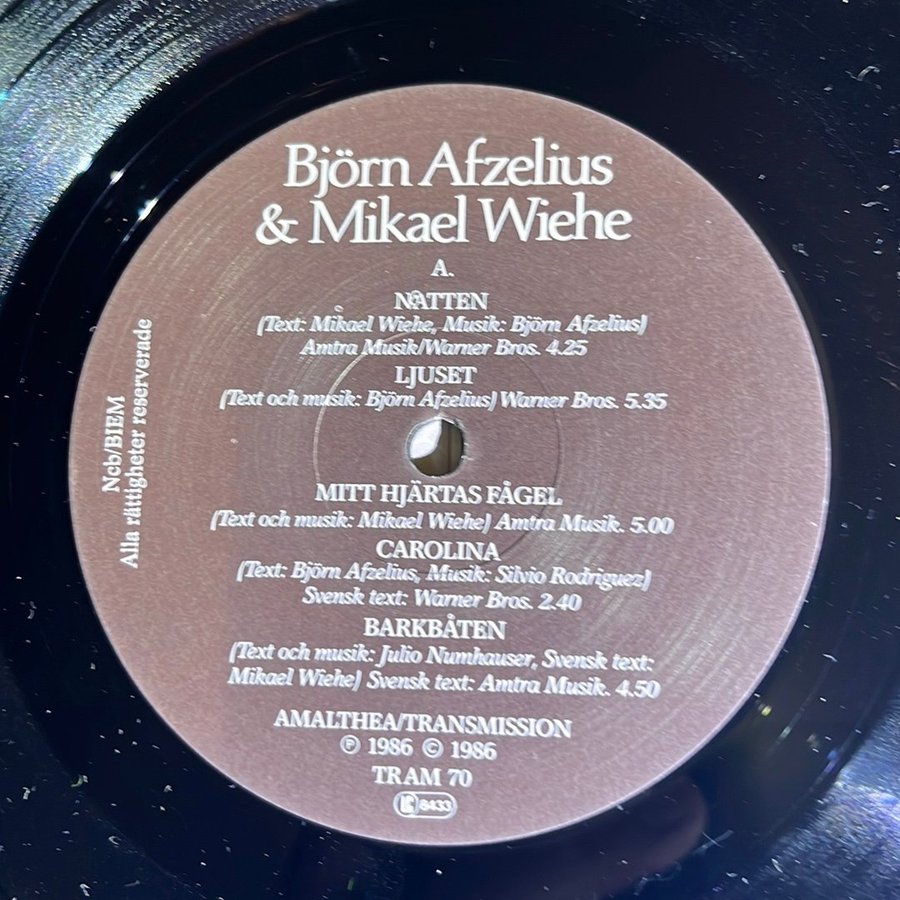 Björn Afzelius
& Mikael Wiehe
A.
NATTEN
(Text: Mikael Wiehe, Musik: Björn Afzelius)
Amtra Musik/Warner Bros. 4.25
LJUSET
(Text och musik: Björn Afzelius) Warner Bros. 5.35
MITT HJÄRTAS FÅGEL
(Text och musik: Mikael Wiehe) Amtra Musik. 5.00
CAROLINA
(Text: Björn Afzelius, Musik: Silvio Rodriguez)
Svensk text: Warner Bros. 2.40
BARKBÅTEN
(Text och musik: Julio Numhauser, Svensk text:
Mikael Wiehe) Svensk text: Amtra Musik. 4.50
AMALTHEA/TRANSMISSION
℗ 1986 © 1986
TRAM 70
LC 8433
Ncb/BIEM
Alla rättigheter reserverade